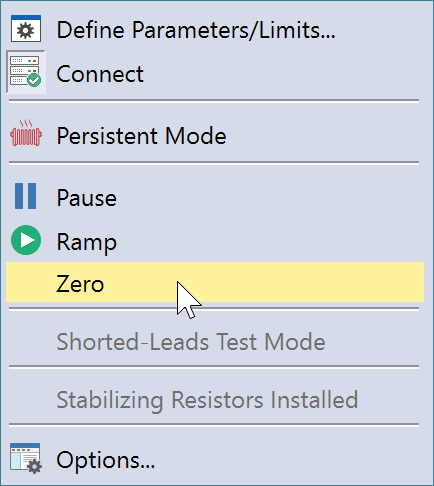 Define Parameters/Limits...
Connect
Persistent Mode
Pause
Ramp
Zero
Shorted-Leads Test Mode
Stabilizing Resistors Installed
Options...